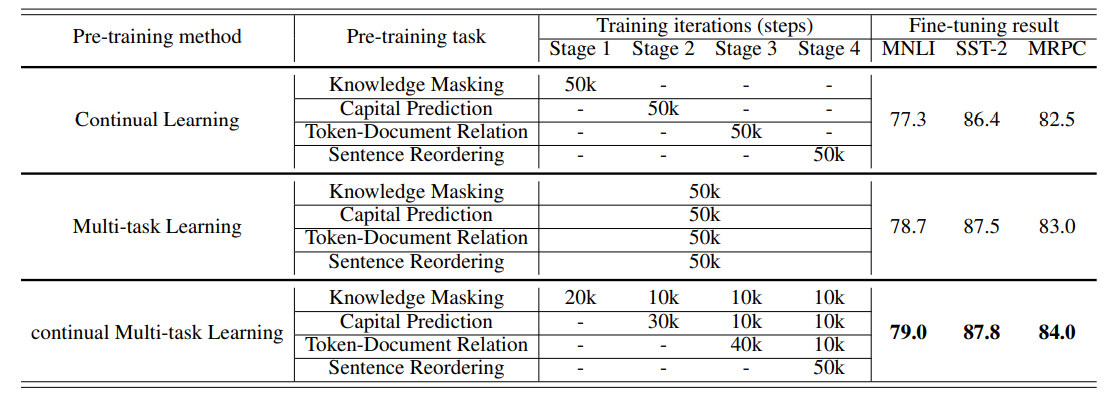 Pre-training method Pre-training task Training iterations (steps) Fine-tuning result
Stage 1 Stage 2 Stage 3 Stage 4 MNLI SST-2 MRPC
Continual Learning Knowledge Masking 50k - - - 77.3 86.4 82.5
Capital Prediction - 50k - -
Token-Document Relation - - 50k -
Sentence Reordering - - - 50k
Multi-task Learning Knowledge Masking 50k 78.7 87.5 83.0
Capital Prediction 50k
Token-Document Relation 50k
Sentence Reordering 50k
continual Multi-task Learning Knowledge Masking 20k 10k 10k 10k 79.0 87.8 84.0
Capital Prediction - 30k 10k 10k
Token-Document Relation - - 40k 10k
Sentence Reordering - - - 50k